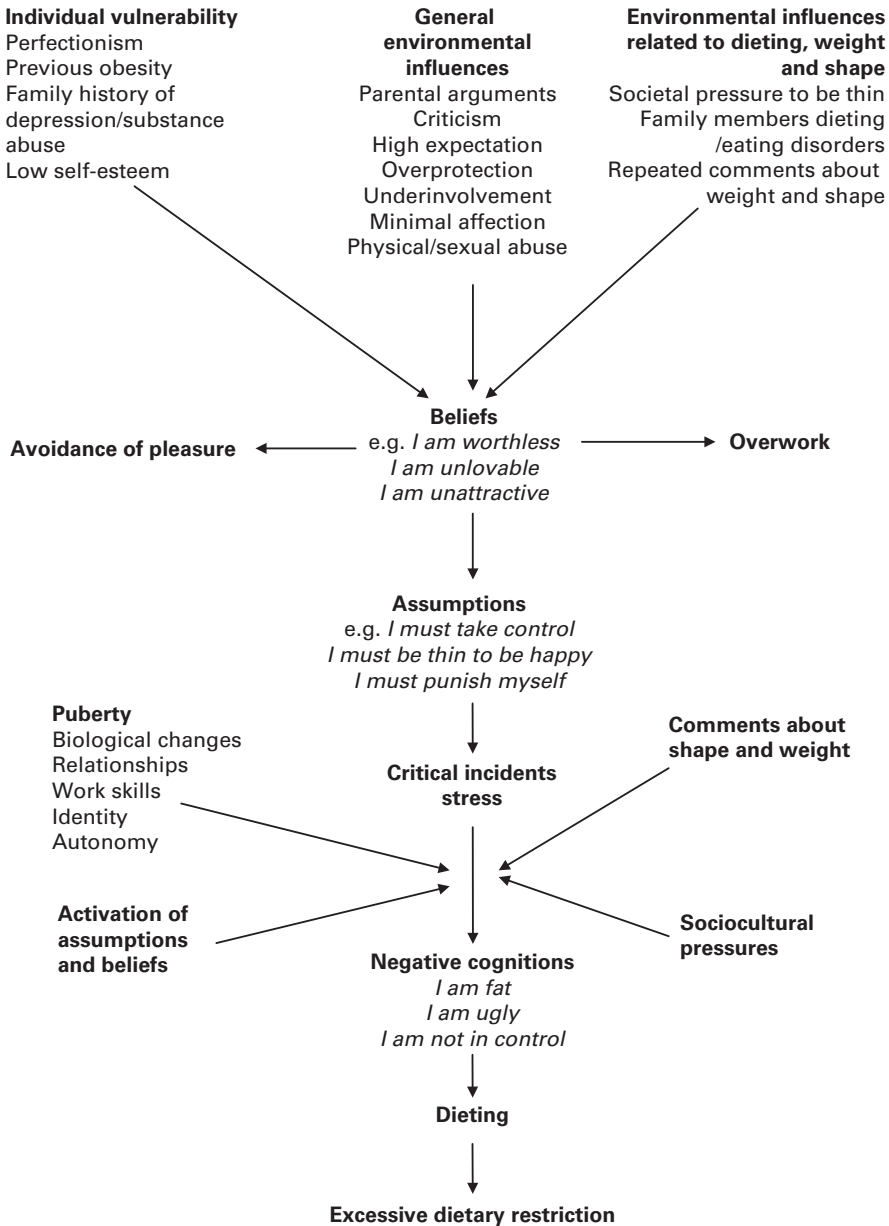 Individual vulnerability
Perfectionism
Previous obesity
Family history of
depression/substance
abuse
Low self-esteem
General
environmental
influences
Parental arguments
Criticism
High expectation
Overprotection
Underinvolvement
Minimal affection
Physical/sexual abuse
Environmental influences
related to dieting, weight
and shape
Societal pressure to be thin
Family members dieting
/eating disorders
Repeated comments about
weight and shape
Avoidance of pleasure
Beliefs
e.g. I am worthless
I am unlovable
I am unattractive
Overwork
Assumptions
e.g. I must take control
I must be thin to be happy
I must punish myself
Puberty
Biological changes
Relationships
Work skills
Identity
Autonomy
Critical incidents
stress
Comments about
shape and weight
Activation of
assumptions
and beliefs
Sociocultural
pressures
Negative cognitions
I am fat
I am ugly
I am not in control
Dieting
Excessive dietary restriction